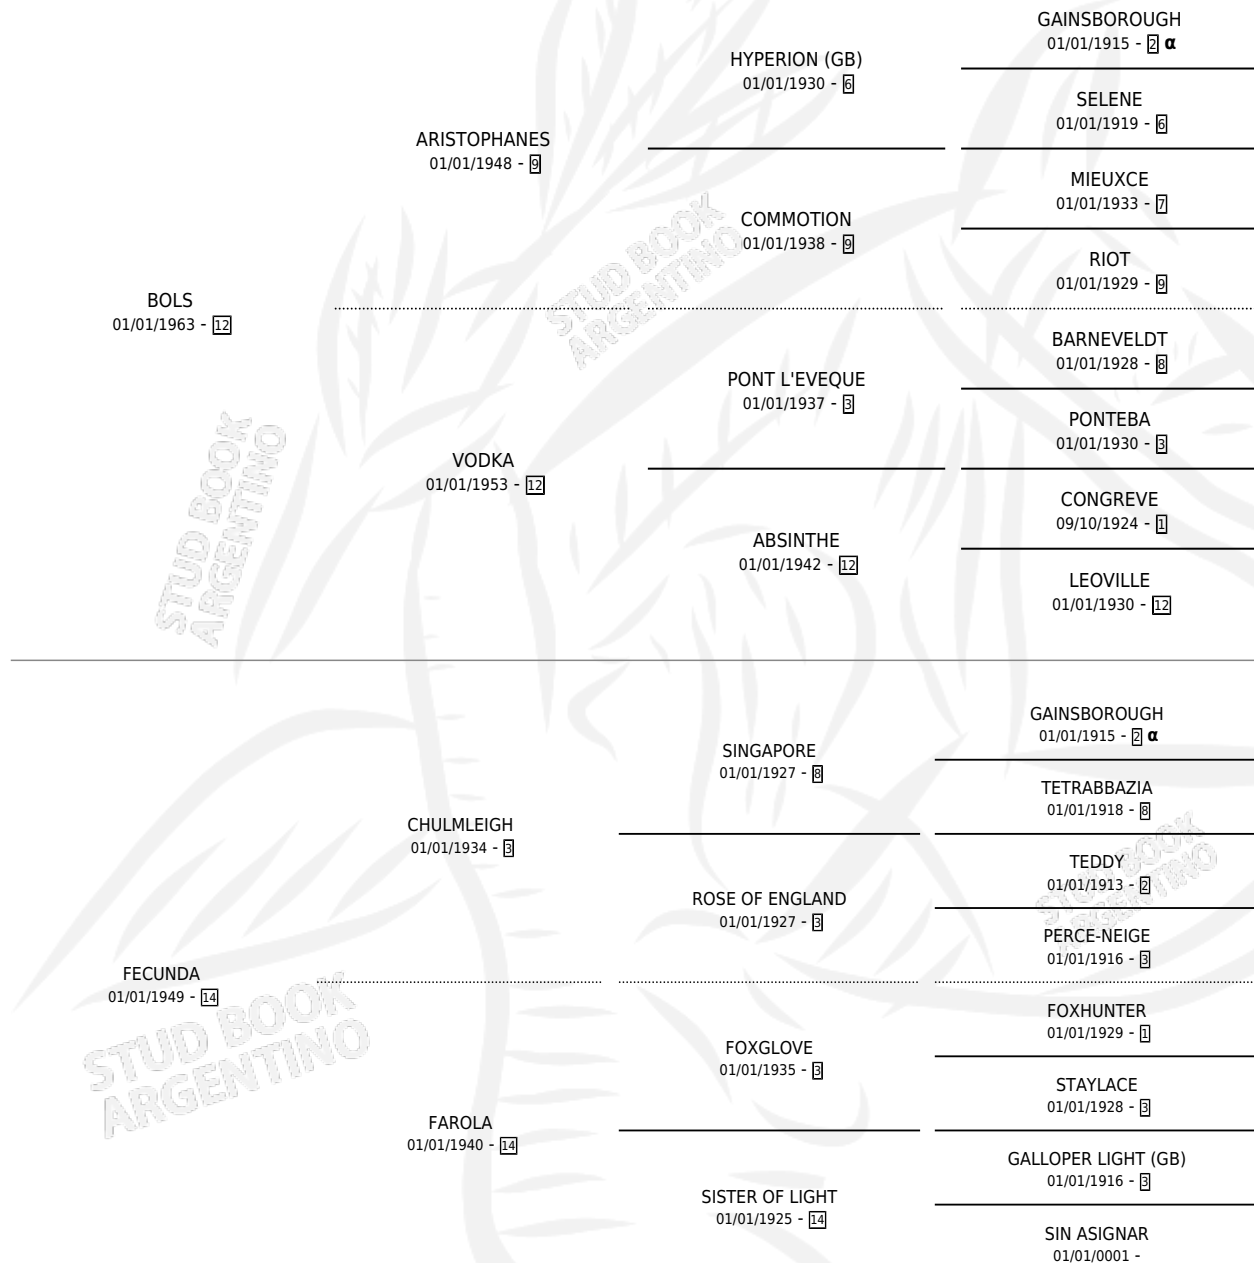 GAINSBOROUGH
01/01/1915 - 2 α
HYPERION (GB)
01/01/1930 - 6
SELENE
01/01/1919 - 6
ARISTOPHANES
01/01/1948 - 9
MIEUXCE
01/01/1933 - 7
COMMOTION
01/01/1938 - 9
RIOT
01/01/1929 - 9
BOLS
01/01/1963 - 12
BARNEVELDT
01/01/1928 - 8
PONT L'EVEQUE
01/01/1937 - 3
PONTEBA
01/01/1930 - 3
VODKA
01/01/1953 - 12
CONGREVE
09/10/1924 - 1
ABSINTHE
01/01/1942 - 12
LEOVILLE
01/01/1930 - 12
GAINSBOROUGH
01/01/1915 - 2 α
SINGAPORE
01/01/1927 - 8
TETRABBAZIA
01/01/1918 - 8
CHULMLEIGH
01/01/1934 - 3
TEDDY
01/01/1913 - 2
ROSE OF ENGLAND
01/01/1927 - 3
PERCE-NEIGE
01/01/1916 - 3
FECUNDA
01/01/1949 - 14
FOXHUNTER
01/01/1929 - 1
FOXGLOVE
01/01/1935 - 3
STAYLACE
01/01/1928 - 3
FAROLA
01/01/1940 - 14
GALLOPER LIGHT (GB)
01/01/1916 - 3
SISTER OF LIGHT
01/01/1925 - 14
SIN ASIGNAR
01/01/0001 -
STUD BOOK
ARGENTINO
STUD BOOK
ARGENTINO
STUD BOOK
ARGENTINO
STUD BOOK
ARGENTINO